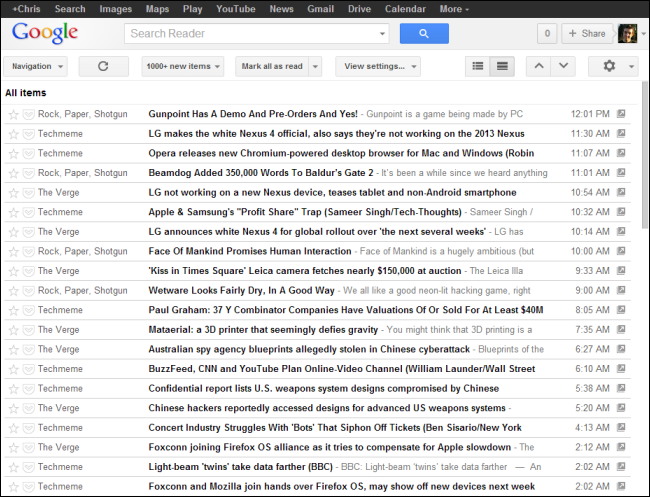 +Chris Search Images Maps Play YouTube News Gmail Drive Calendar More
Google Search Reader 0 + Share
Navigation 1000+ new items Mark all as read View settings...
All items
Rock, Paper, Shotgun Gunpoint Has A Demo And Pre-Orders And Yes! - Gunpoint is a game being made by PC 12:01 PM
Techmeme LG makes the white Nexus 4 official, also says they're not working on the 2013 Nexus 11:30 AM
Techmeme Opera releases new Chromium-powered desktop browser for Mac and Windows (Robin 11:07 AM
Rock, Paper, Shotgun Beamdog Added 350,000 Words To Baldur's Gate 2 - It's been a while since we heard anything 11:01 AM
The Verge LG not working on a new Nexus device, teases tablet and non-Android smartphone 10:54 AM
Techmeme Apple & Samsung's "Profit Share" Trap (Sameer Singh/Tech-Thoughts) - Sameer Singh / 10:32 AM
The Verge LG announces white Nexus 4 for global rollout over 'the next several weeks' - LG has 10:14 AM
Rock, Paper, Shotgun Face Of Mankind Promises Human Interaction - Face of Mankind is a hugely ambitious (but 10:00 AM
The Verge 'Kiss in Times Square' Leica camera fetches nearly $150,000 at auction - The Leica IIIa 9:33 AM
Rock, Paper, Shotgun Wetware Looks Fairly Dry, In A Good Way - We all like a good neon-lit hacking game, right 9:00 AM
Techmeme Paul Graham: 37 Y Combinator Companies Have Valuations Of Or Sold For At Least $40M 8:05 AM
The Verge Mataerial: a 3D printer that seemingly defies gravity - You might think that 3D printing is a 7:35 AM
The Verge Australian spy agency blueprints allegedly stolen in Chinese cyberattack - Blueprints of the 6:27 AM
Techmeme BuzzFeed, CNN and YouTube Plan Online-Video Channel (William Launder/Wall Street 6:10 AM
Techmeme Confidential report lists U.S. weapons system designs compromised by Chinese 5:38 AM
The Verge Chinese hackers reportedly accessed designs for advanced US weapons systems - 5:20 AM
Techmeme Concert Industry Struggles With 'Bots' That Siphon Off Tickets (Ben Sisario/New York 4:13 AM
The Verge Foxconn joining Firefox OS alliance as it tries to compensate for Apple slowdown - The 2:12 AM
Techmeme Light-beam 'twins' take data farther (BBC) - BBC: Light-beam 'twins' take data farther — An 2:02 AM
Techmeme Foxconn and Mozilla join hands over Firefox OS, may show off new devices next week 2:02 AM